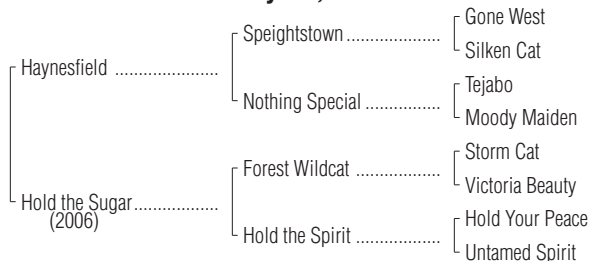 Gone West
Speightstown
Silken Cat
Haynesfield
Tejabo
Nothing Special
Moody Maiden
Storm Cat
Forest Wildcat
Victoria Beauty
Hold the Sugar
(2006)
Hold Your Peace
Hold the Spirit
Untamed Spirit